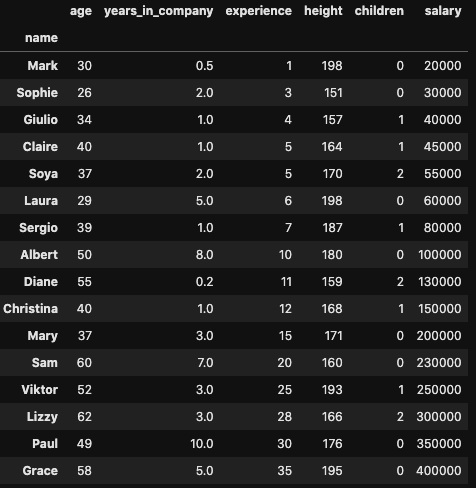 age years_in_company experience height children salary
name
Mark 30 0.5 1 198 0 20000
Sophie 26 2.0 3 151 0 30000
Giulio 34 1.0 4 157 1 40000
Claire 40 1.0 5 164 1 45000
Soya 37 2.0 5 170 2 55000
Laura 29 5.0 6 198 0 60000
Sergio 39 1.0 7 187 1 80000
Albert 50 8.0 10 180 0 100000
Diane 55 0.2 11 159 2 130000
Christina 40 1.0 12 168 1 150000
Mary 37 3.0 15 171 0 200000
Sam 60 7.0 20 160 0 230000
Viktor 52 3.0 25 193 1 250000
Lizzy 62 3.0 28 166 2 300000
Paul 49 10.0 30 176 0 350000
Grace 58 5.0 35 195 0 400000